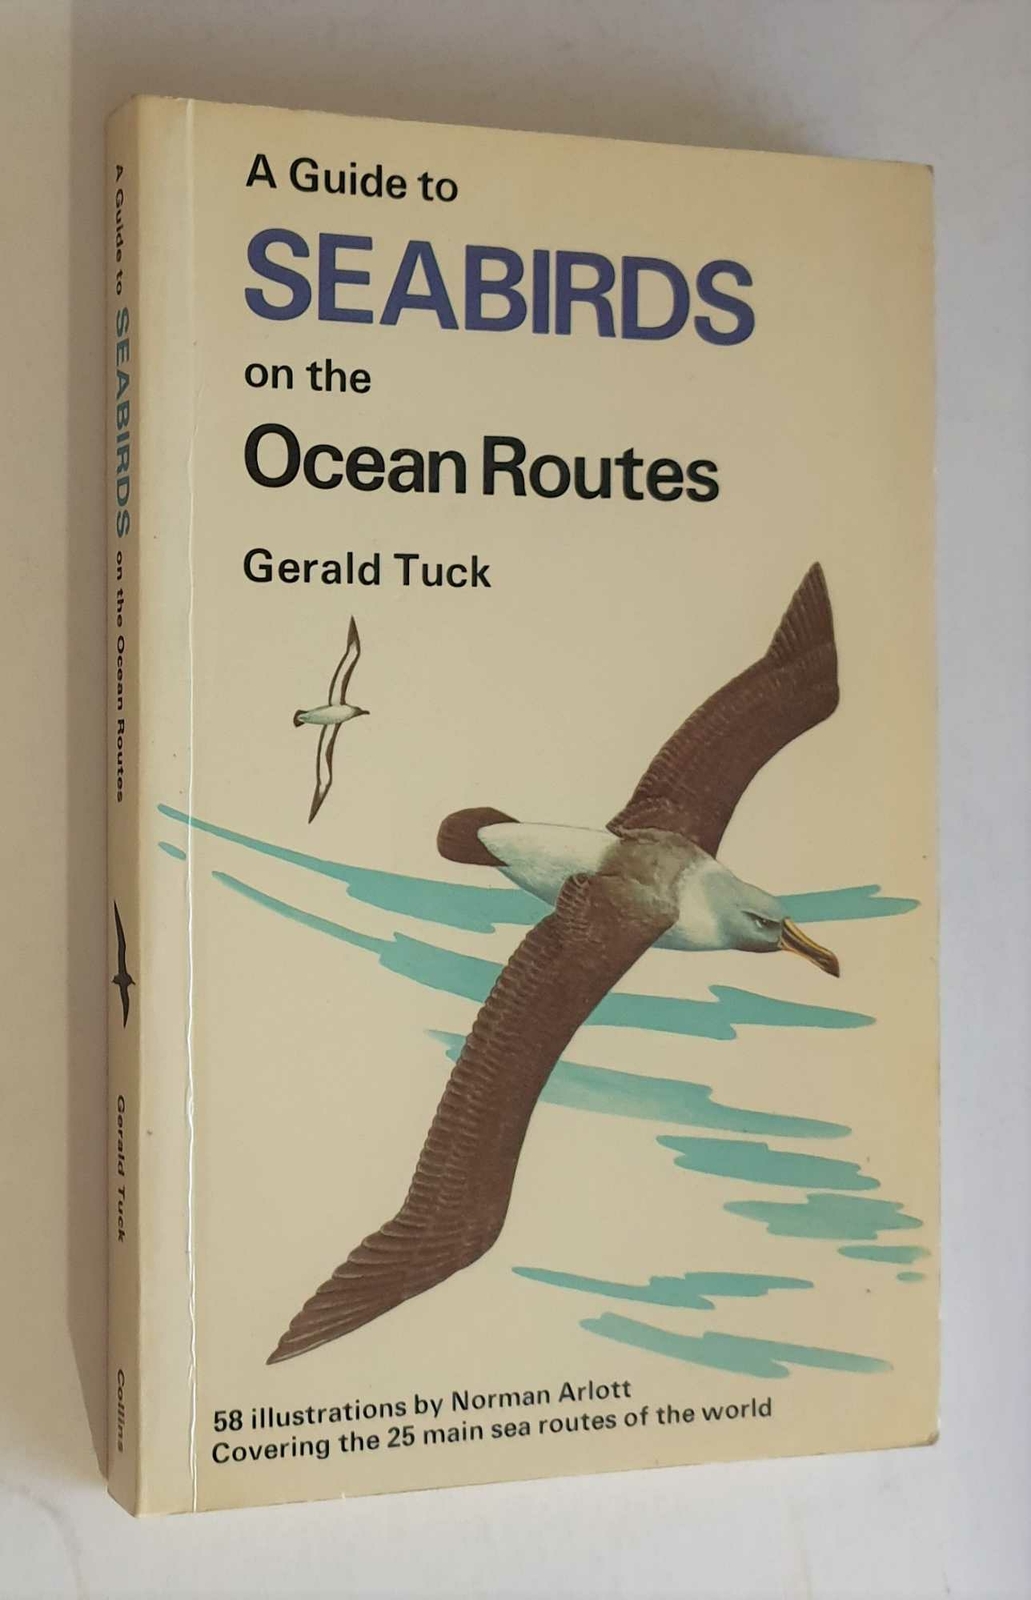 A Guide to
SEABIRDS
on the
Ocean Routes
Gerald Tuck
58 illustrations by Norman Arlott
Covering the 25 main sea routes of the world
A Guide to SEABIRDS on the Ocean Routes
Gerald Tuck
Collins